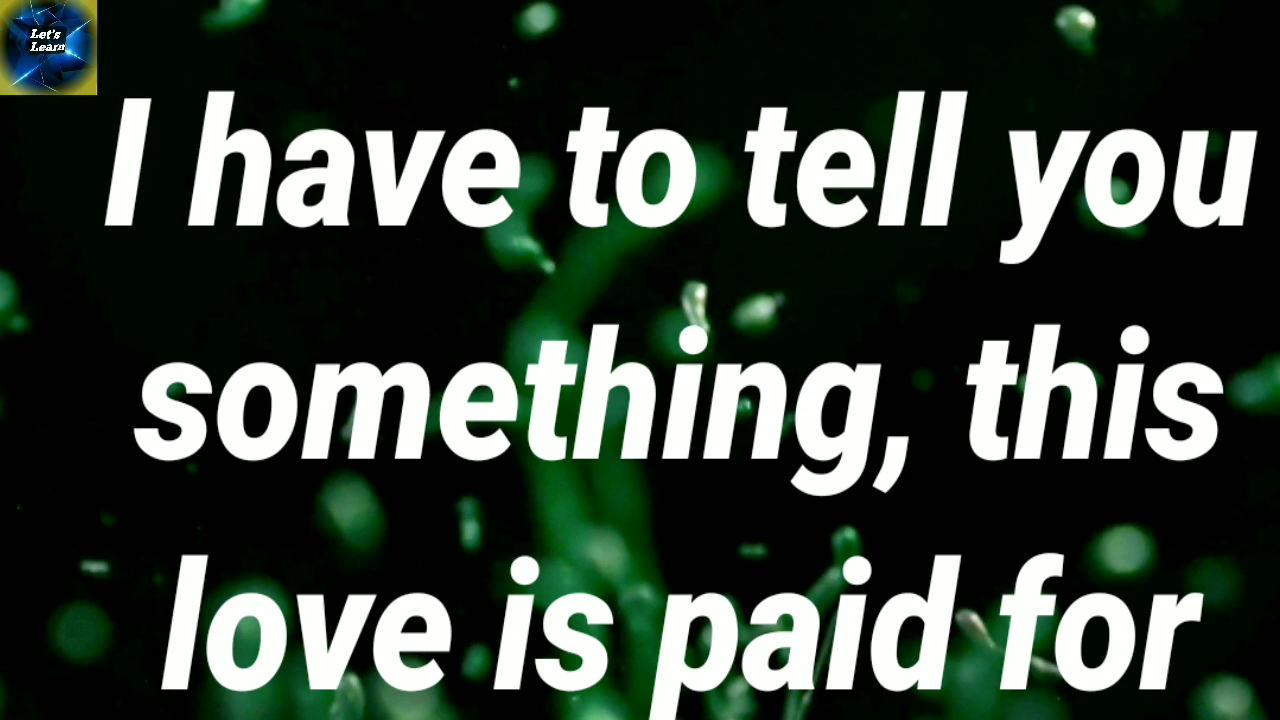 Let's
Learn
I have to tell you
something, this
love is paid for